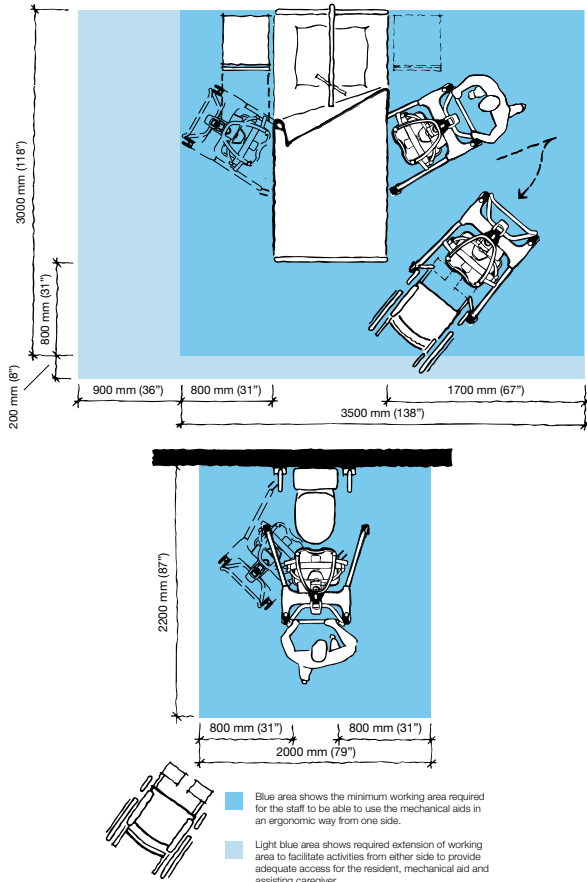 3000 mm (118”)
800 mm (31”)
200 mm (8”)
900 mm (36”)
800 mm (31”)
1700 mm (67”)
3500 mm (138”)
2200 mm (87”)
800 mm (31”)
800 mm (31”)
2000 mm (79”)
Blue area shows the minimum working area required
for the staff to be able to use the mechanical aids in
an ergonomic way from one side.
Light blue area shows required extension of working
area to facilitate activities from either side to provide
adequate access for the resident, mechanical aid and
assisting caregiver